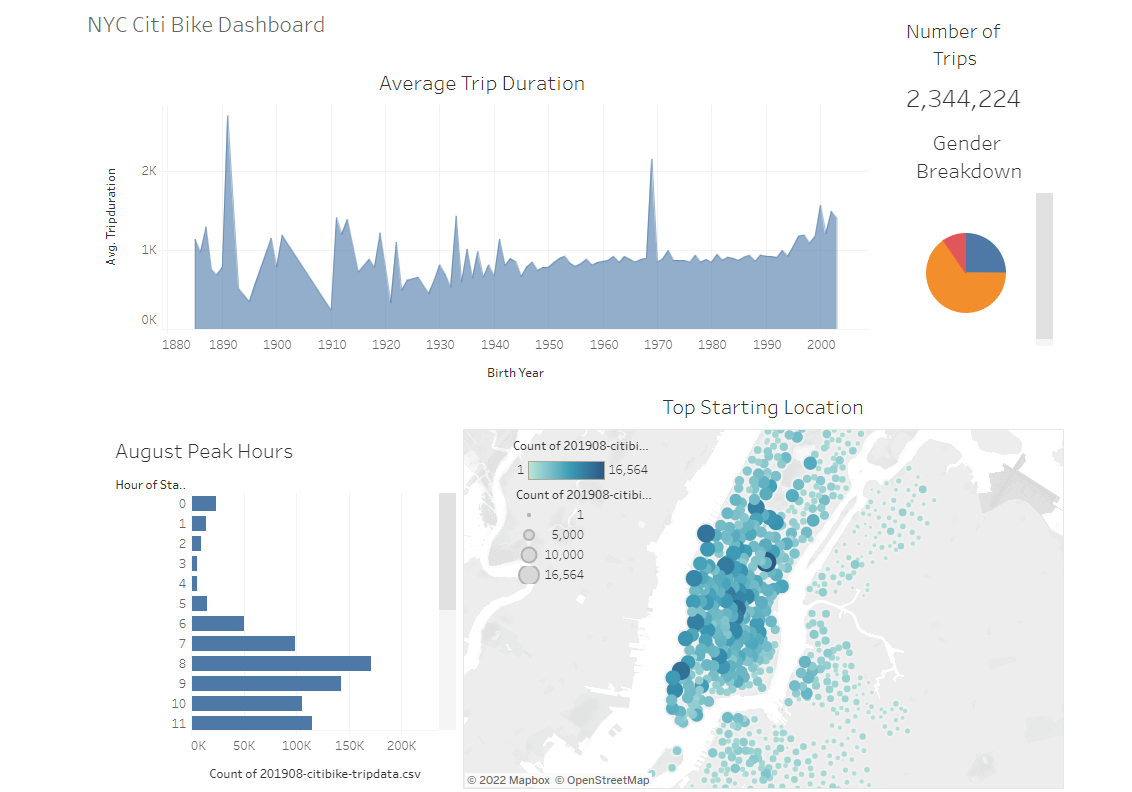 NYC Citi Bike Dashboard
Number of
Trips
2,344,224
Average Trip Duration
Avg. Tripduration
2K
1K
0K
1880 1890 1900 1910 1920 1930 1940 1950 1960 1970 1980 1990 2000
Birth Year
Gender
Breakdown
August Peak Hours
Hour of Sta..
0
1
2
3
4
5
6
7
8
9
10
11
0K 50K 100K 150K 200K
Count of 201908-citibike-tripdata.csv
Top Starting Location
Count of 201908-citibi...
1 16,564
Count of 201908-citibi...
1
5,000
10,000
16,564
© 2022 Mapbox © OpenStreetMap